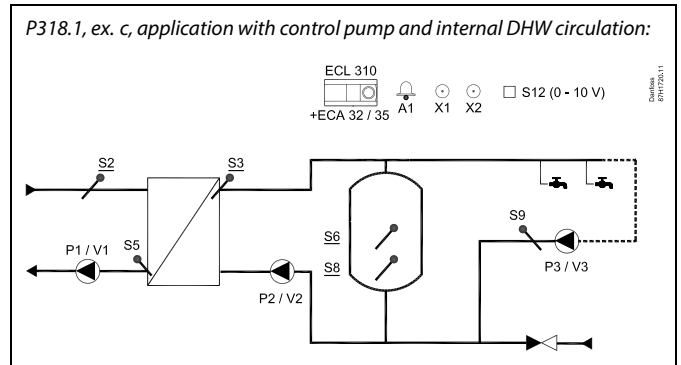 P318.1, ex. c, application with control pump and internal DHW circulation:
ECL 310
+ECA 32 / 35
A1
X1
X2
S12 (0 - 10 V)
Danfoss
87H1720.11
S2
S3
S9
P1 / V1
S5
S6
S8
P2 / V2
P3 / V3